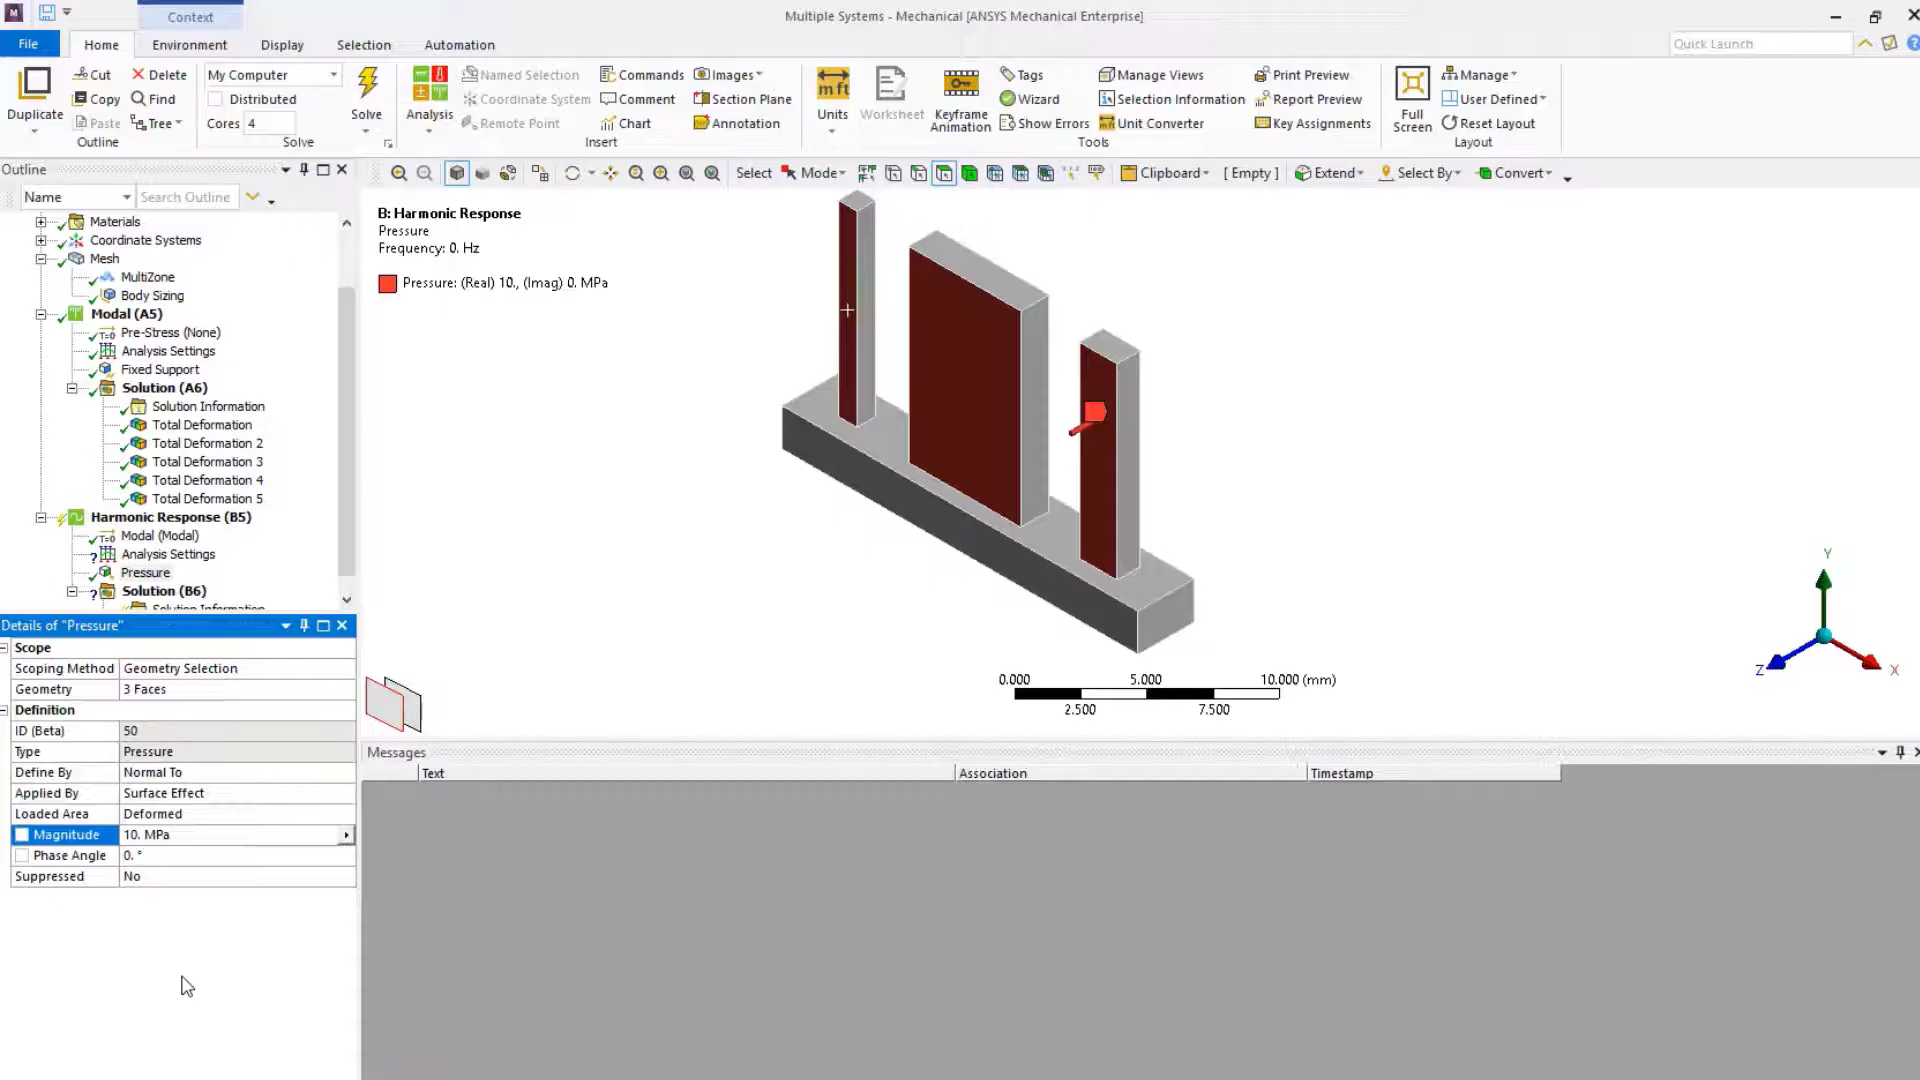 Context
Multiple Systems - Mechanical [ANSYS Mechanical Enterprise]
File Home Environment Display Selection Automation Quick Launch
Duplicate Cut Copy Paste Delete Find Tree Outline
My Computer Distributed Cores 4 Solve Solve
Analysis Named Selection Coordinate System Remote Point Commands Comment Chart Images Section Plane Annotation Insert
Units Worksheet Keyframe Animation Tags Wizard Show Errors Manage Views Selection Information Unit Converter Print Preview Report Preview Key Assignments Tools
Full Screen Manage User Defined Reset Layout Layout
Outline
Name Search Outline
Select Mode Clipboard [ Empty ] Extend Select By Convert
Materials
Coordinate Systems
Mesh
MultiZone
Body Sizing
Modal (A5)
Pre-Stress (None)
Analysis Settings
Fixed Support
Solution (A6)
Solution Information
Total Deformation
Total Deformation 2
Total Deformation 3
Total Deformation 4
Total Deformation 5
Harmonic Response (B5)
Modal (Modal)
Analysis Settings
Pressure
Solution (B6)
Solution Information
Details of "Pressure"
Scope
Scoping Method Geometry Selection
Geometry 3 Faces
Definition
ID (Beta) 50
Type Pressure
Define By Normal To
Applied By Surface Effect
Loaded Area Deformed
Magnitude 10. MPa
Phase Angle 0. °
Suppressed No
B: Harmonic Response
Pressure
Frequency: 0. Hz
Pressure: (Real) 10., (Imag) 0. MPa
0.000 5.000 10.000 (mm)
2.500 7.500
Y
Z X
Messages
Text Association Timestamp